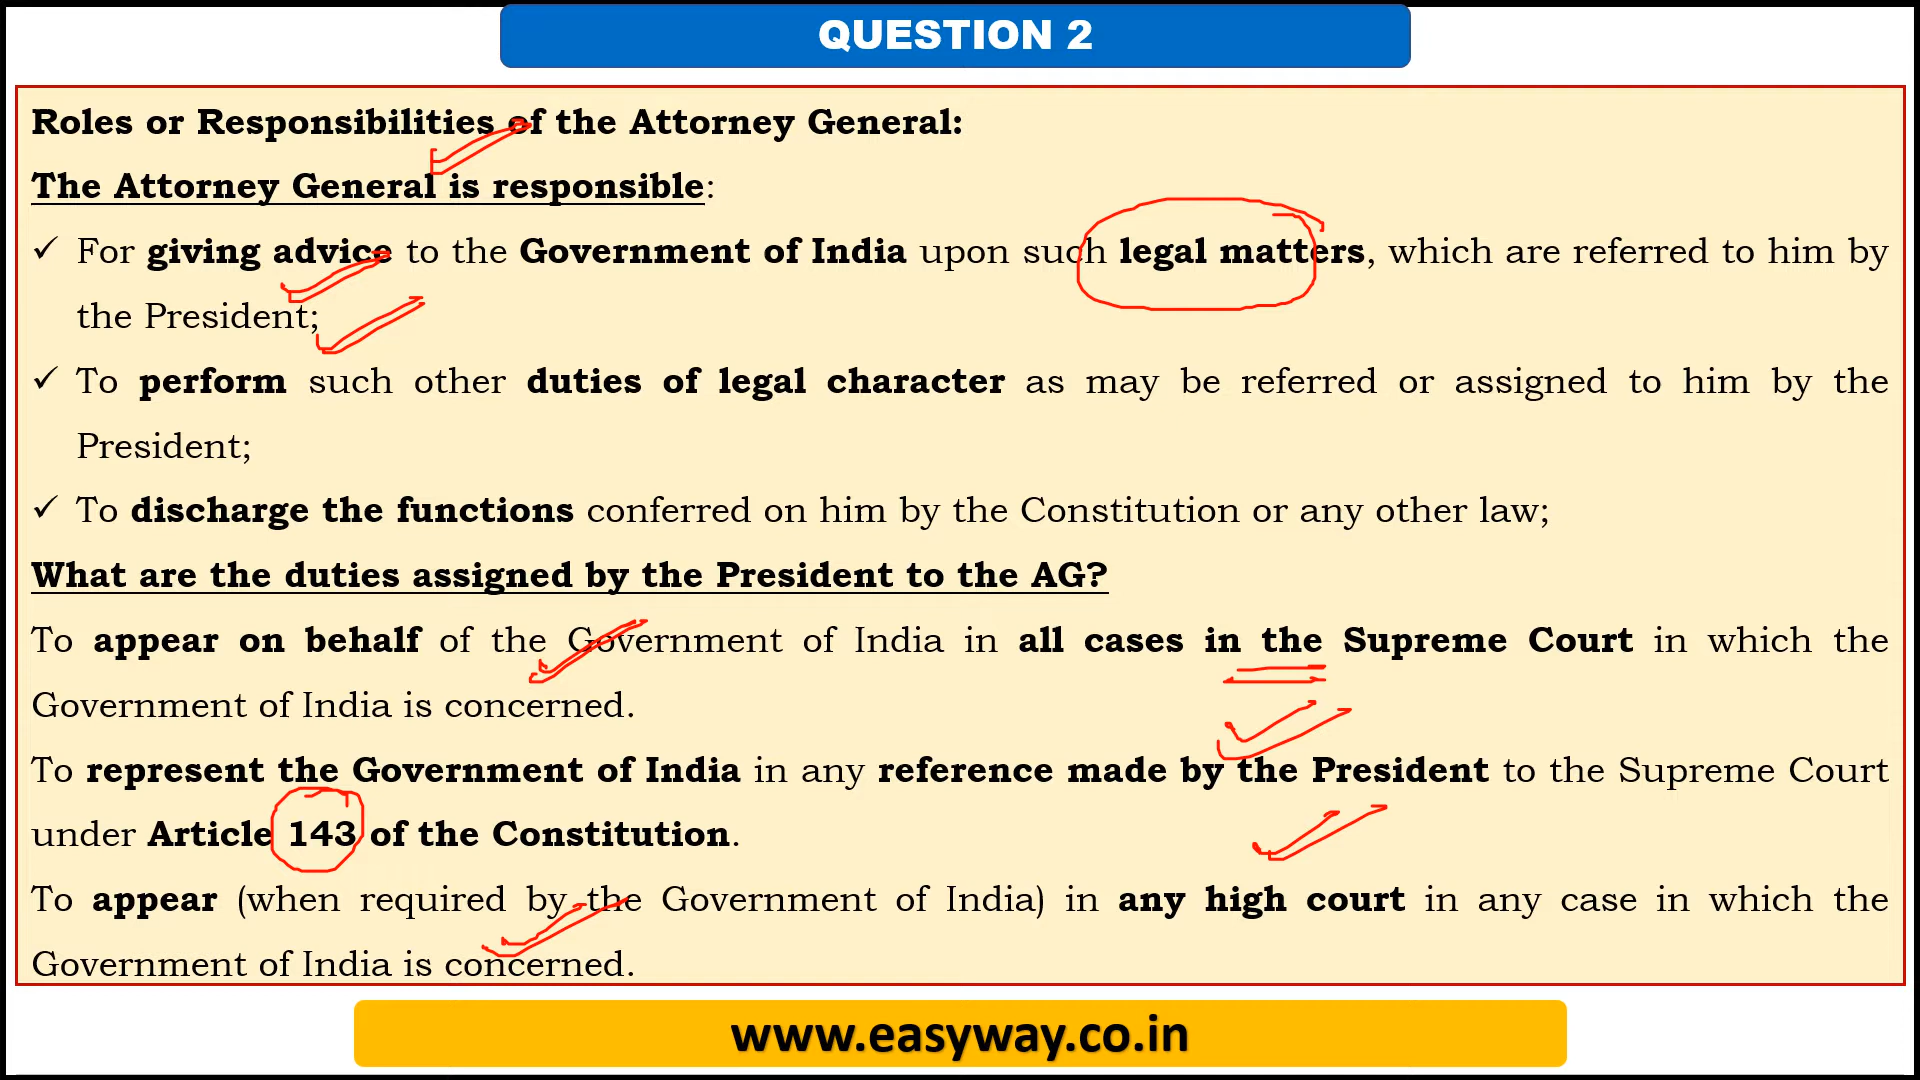 QUESTION 2
Roles or Responsibilities of the Attorney General:
The Attorney General is responsible:
✓ For giving advice to the Government of India upon such legal matters, which are referred to him by
the President;
✓ To perform such other duties of legal character as may be referred or assigned to him by the
President;
✓ To discharge the functions conferred on him by the Constitution or any other law;
What are the duties assigned by the President to the AG?
To appear on behalf of the Government of India in all cases in the Supreme Court in which the
Government of India is concerned.
To represent the Government of India in any reference made by the President to the Supreme Court
under Article 143 of the Constitution.
To appear (when required by the Government of India) in any high court in any case in which the
Government of India is concerned.
www.easyway.co.in